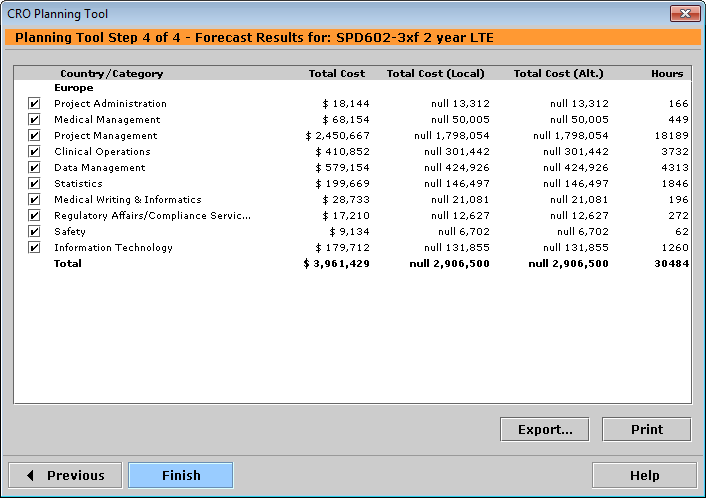 CRO Planning Tool
Planning Tool Step 4 of 4 - Forecast Results for: SPD602-3xf 2 year LTE
Country/Category Total Cost Total Cost (Local) Total Cost (Alt.) Hours
Europe
Project Administration $ 18,144 null 13,312 null 13,312 166
Medical Management $ 68,154 null 50,005 null 50,005 449
Project Management $ 2,450,667 null 1,798,054 null 1,798,054 18189
Clinical Operations $ 410,852 null 301,442 null 301,442 3732
Data Management $ 579,154 null 424,926 null 424,926 4313
Statistics $ 199,669 null 146,497 null 146,497 1846
Medical Writing & Informatics $ 28,733 null 21,081 null 21,081 196
Regulatory Affairs/Compliance Servic... $ 17,210 null 12,627 null 12,627 272
Safety $ 9,134 null 6,702 null 6,702 62
Information Technology $ 179,712 null 131,855 null 131,855 1260
Total $ 3,961,429 null 2,906,500 null 2,906,500 30484
Export... Print
Previous Finish Help